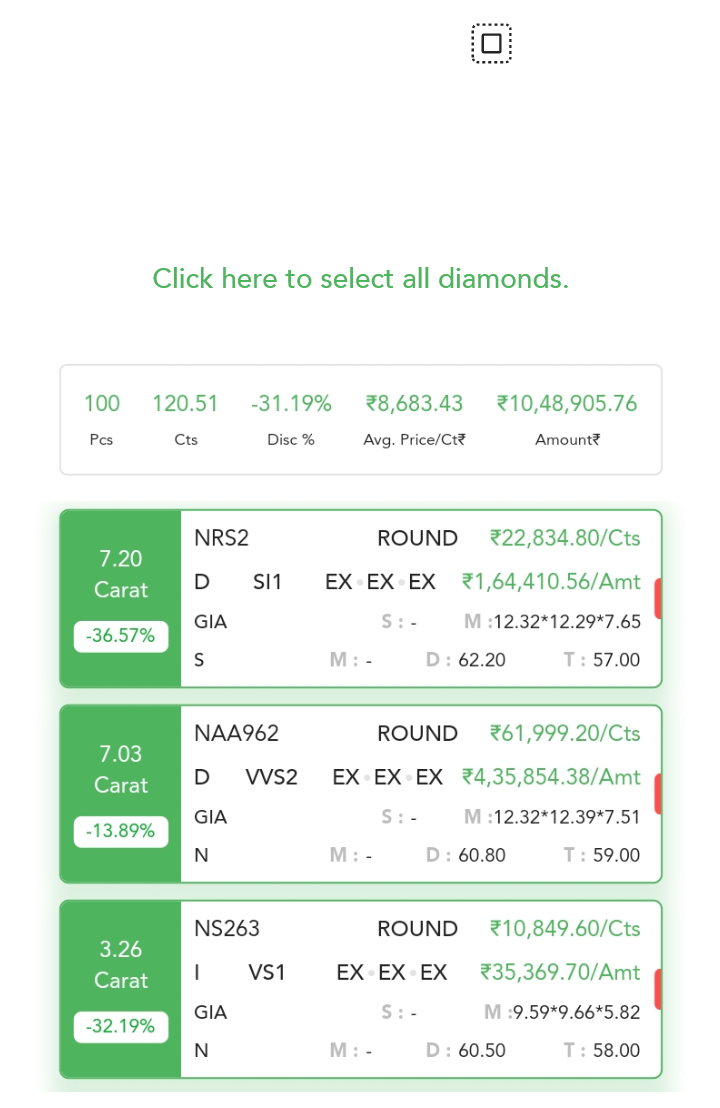 Click here to select all diamonds.
100 120.51 -31.19% ₹8,683.43 ₹10,48,905.76
Pcs Cts Disc % Avg. Price/Ct₹ Amount₹
7.20
Carat
-36.57%
NRS2 ROUND ₹22,834.80/Cts
D SI1 EX • EX • EX ₹1,64,410.56/Amt
GIA S : - M :12.32*12.29*7.65
S M : - D : 62.20 T : 57.00
7.03
Carat
-13.89%
NAA962 ROUND ₹61,999.20/Cts
D VVS2 EX • EX • EX ₹4,35,854.38/Amt
GIA S : - M :12.32*12.39*7.51
N M : - D : 60.80 T : 59.00
3.26
Carat
-32.19%
NS263 ROUND ₹10,849.60/Cts
I VS1 EX • EX • EX ₹35,369.70/Amt
GIA S : - M :9.59*9.66*5.82
N M : - D : 60.50 T : 58.00